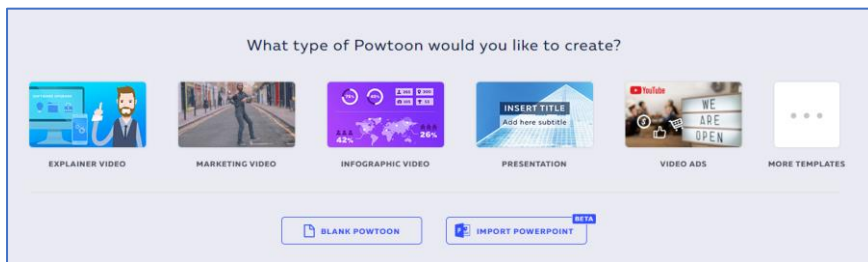 What type of Powtoon would you like to create?
INSERT TITLE
Add here subtitle
YouTube
WE
ARE
OPEN
42%
26%
EXPLAINER VIDEO
MARKETING VIDEO
INFOGRAPHIC VIDEO
PRESENTATION
VIDEO ADS
MORE TEMPLATES
BLANK POWTOON
IMPORT POWERPOINT
BETA